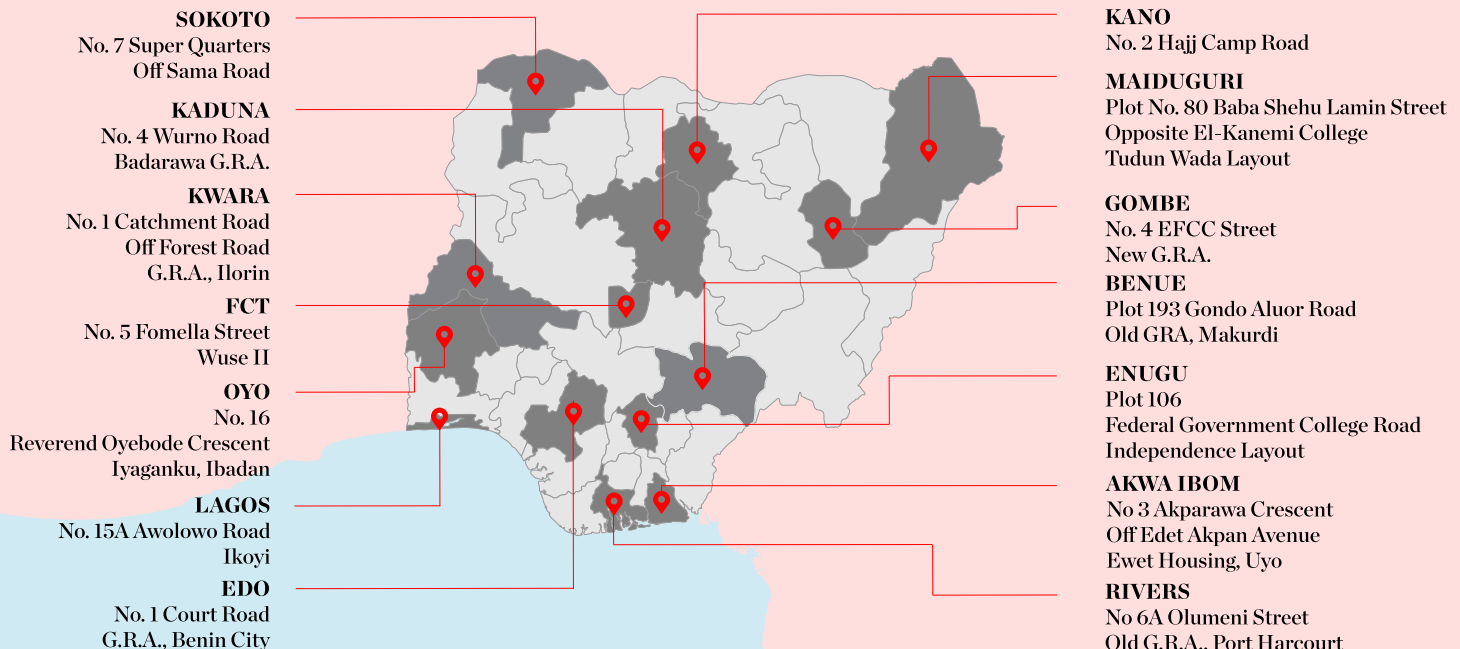 SOKOTO
No. 7 Super Quarters
Off Sama Road
KADUNA
No. 4 Wurno Road
Badarawa G.R.A.
KWARA
No. 1 Catchment Road
Off Forest Road
G.R.A., Ilorin
FCT
No. 5 Fomella Street
Wuse II
OYO
No. 16
Reverend Oyebode Crescent
Iyaganku, Ibadan
LAGOS
No. 15A Awolowo Road
Ikoyi
EDO
No. 1 Court Road
G.R.A., Benin City
KANO
No. 2 Hajj Camp Road
MAIDUGURI
Plot No. 80 Baba Shehu Lamin Street
Opposite El-Kanemi College
Tudun Wada Layout
GOMBE
No. 4 EFCC Street
New G.R.A.
BENUE
Plot 193 Gondo Aluor Road
Old GRA, Makurdi
ENUGU
Plot 106
Federal Government College Road
Independence Layout
AKWA IBOM
No 3 Akparawa Crescent
Off Edet Akpan Avenue
Ewet Housing, Uyo
RIVERS
No 6A Olumeni Street
Old G.R.A., Port Harcourt